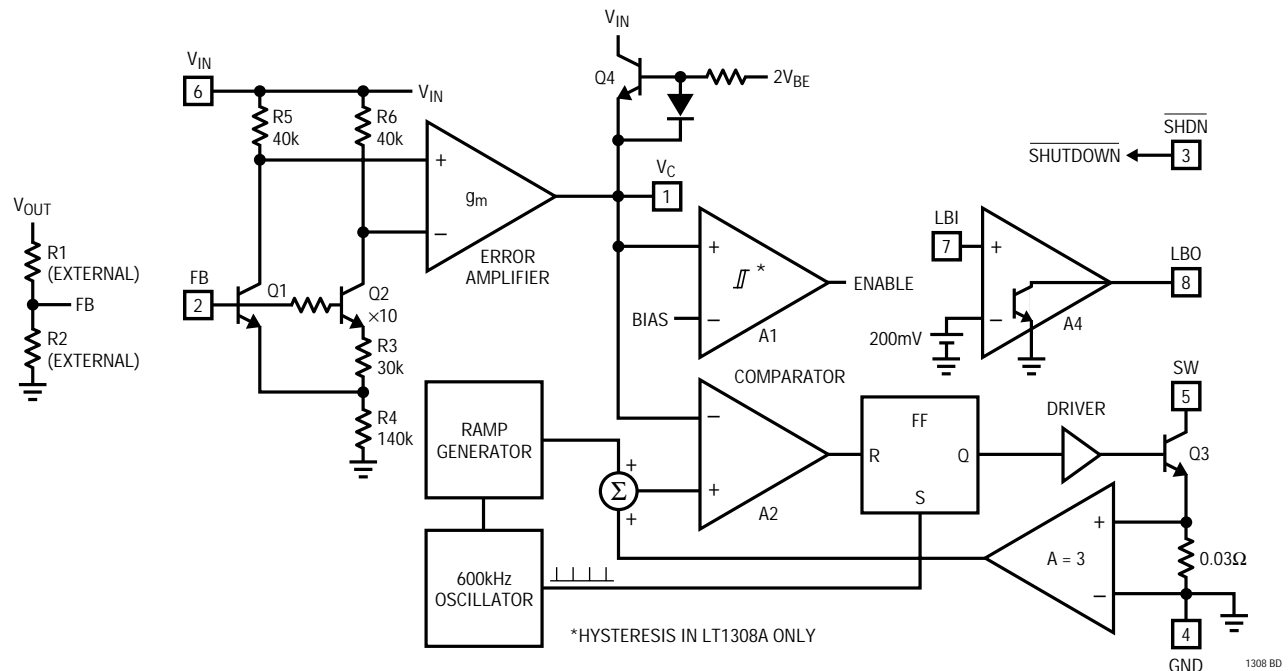 V_IN
V_IN
6
V_IN
R5
40k
R6
40k
Q4
2V_BE
+
−
g_m
ERROR
AMPLIFIER
V_C
1
SHDN
SHUTDOWN
3
V_OUT
R1
(EXTERNAL)
FB
R2
(EXTERNAL)
FB
2
Q1
Q2
×10
R3
30k
R4
140k
+
*
−
BIAS
A1
ENABLE
LBI
7
+
−
200mV
A4
LBO
8
COMPARATOR
−
+
A2
RAMP
GENERATOR
+
Σ
+
600kHz
OSCILLATOR
FF
R
Q
S
DRIVER
SW
5
Q3
+
A = 3
−
0.03Ω
4
GND
*HYSTERESIS IN LT1308A ONLY
1308 BD